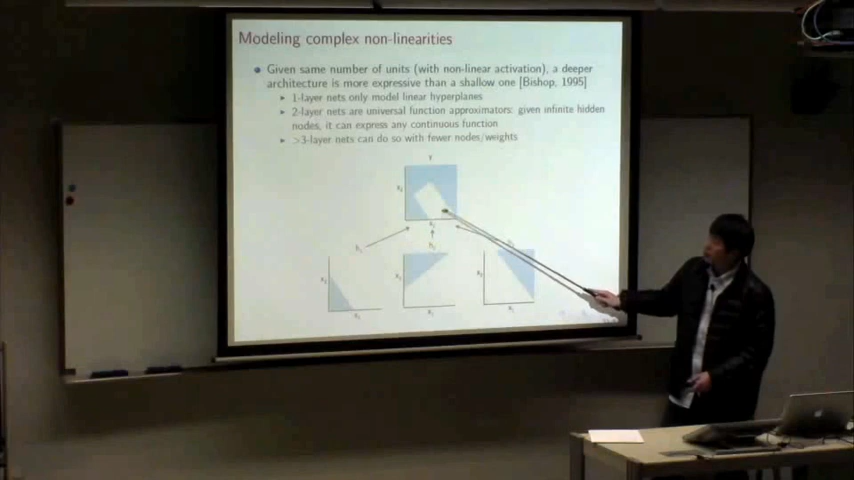 Modeling complex non-linearities
Given same number of units (with non-linear activation), a deeper
architecture is more expressive than a shallow one [Bishop, 1995]
1-layer nets only model linear hyperplanes
2-layer nets are universal function approximators: given infinite hidden
nodes, it can express any continuous function
>3-layer nets can do so with fewer nodes/weights